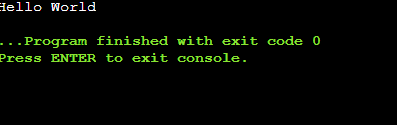 Hello World
...Program finished with exit code 0
Press ENTER to exit console.